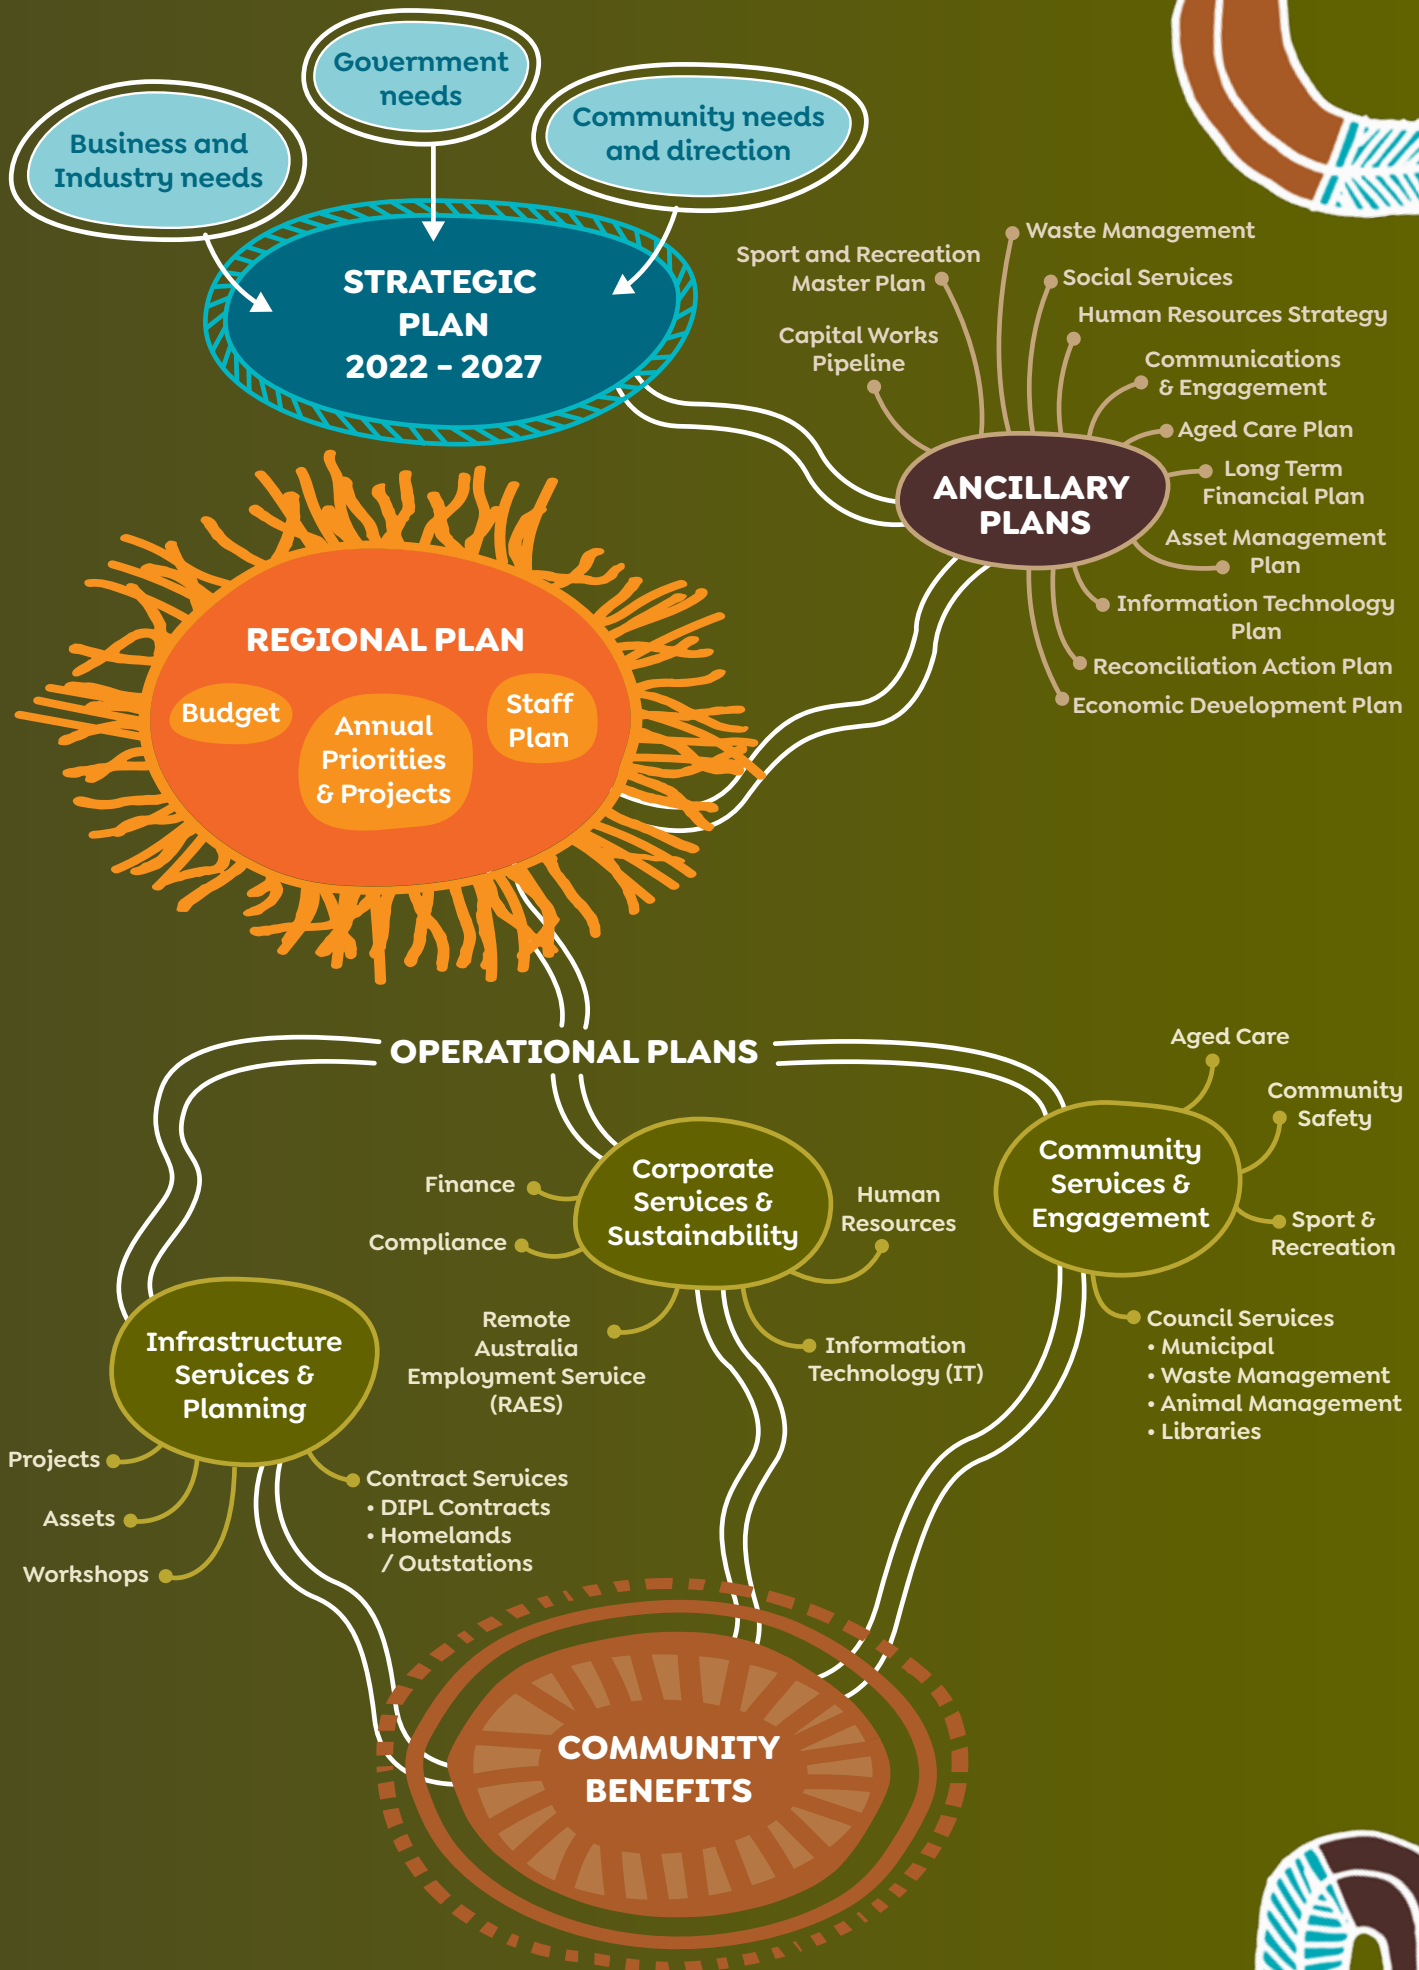 Government
needs
Business and
Industry needs
Community needs
and direction
STRATEGIC
PLAN
2022 – 2027
Waste Management
Sport and Recreation
Master Plan
Social Services
Human Resources Strategy
Capital Works
Pipeline
Communications
& Engagement
Aged Care Plan
Long Term
Financial Plan
ANCILLARY
PLANS
Asset Management
Plan
Information Technology
Plan
Reconciliation Action Plan
Economic Development Plan
REGIONAL PLAN
Budget
Annual
Priorities
& Projects
Staff
Plan
OPERATIONAL PLANS
Aged Care
Community
Safety
Community
Services &
Engagement
Sport &
Recreation
Council Services
• Municipal
• Waste Management
• Animal Management
• Libraries
Corporate
Services &
Sustainability
Finance
Compliance
Human
Resources
Remote
Australia
Employment Service
(RAES)
Information
Technology (IT)
Infrastructure
Services &
Planning
Projects
Assets
Workshops
Contract Services
• DIPL Contracts
• Homelands
/ Outstations
COMMUNITY
BENEFITS